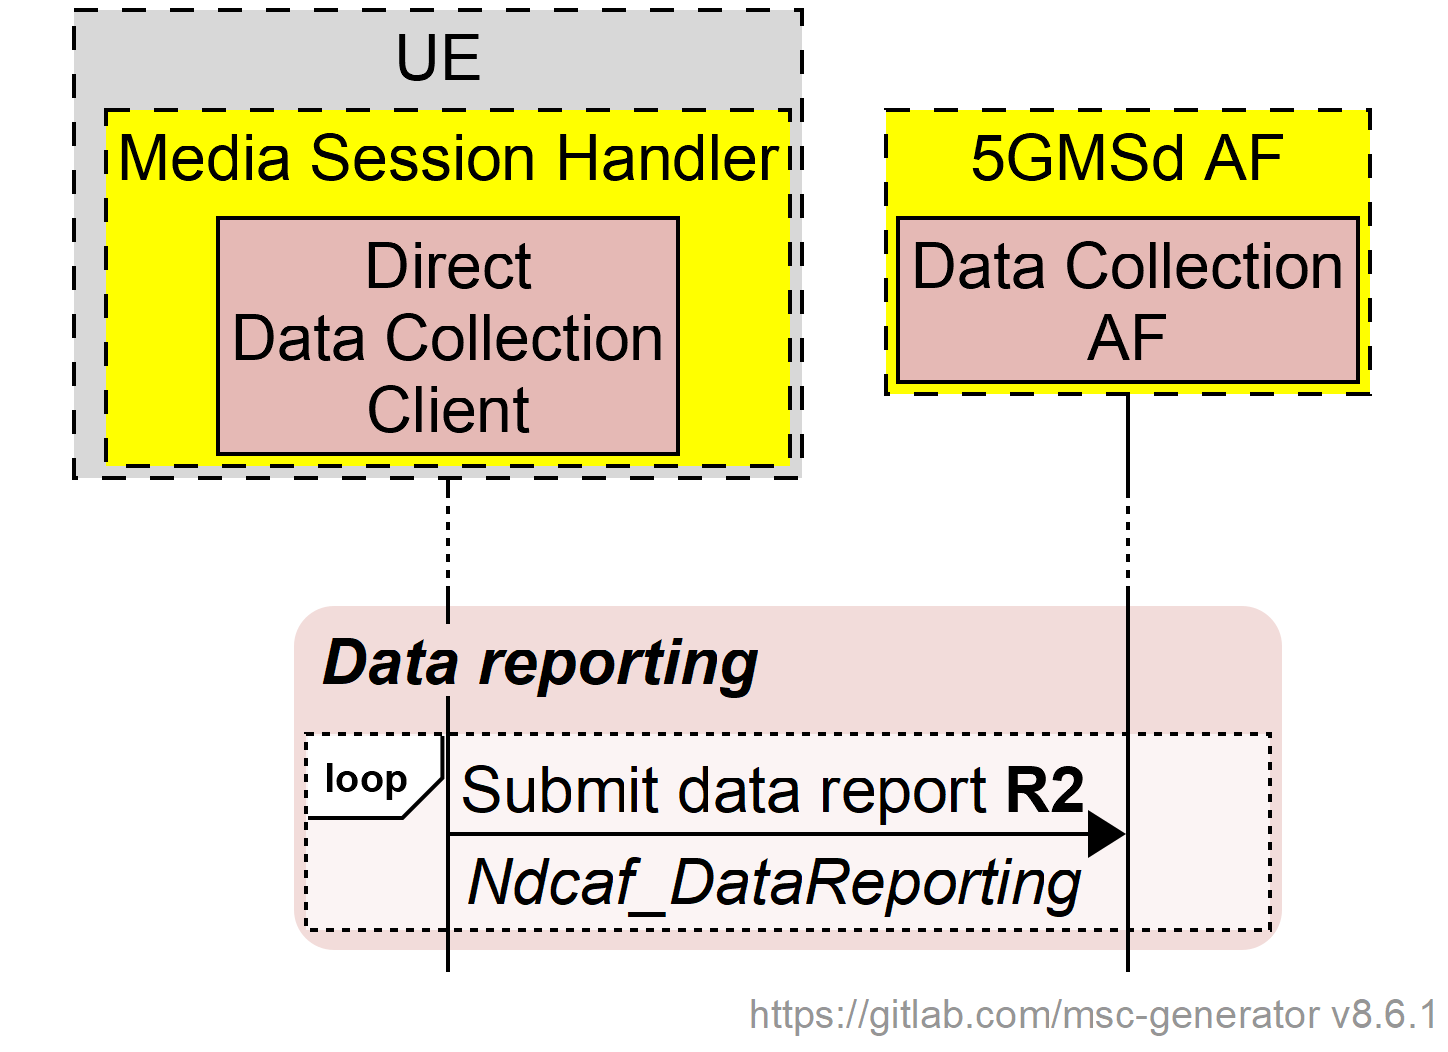 UE
Media Session Handler
Direct
Data Collection
Client
5GMSd AF
Data Collection
AF
Data reporting
loop
Submit data report R2
Ndcaf_DataReporting
https://gitlab.com/msc-generator v8.6.1